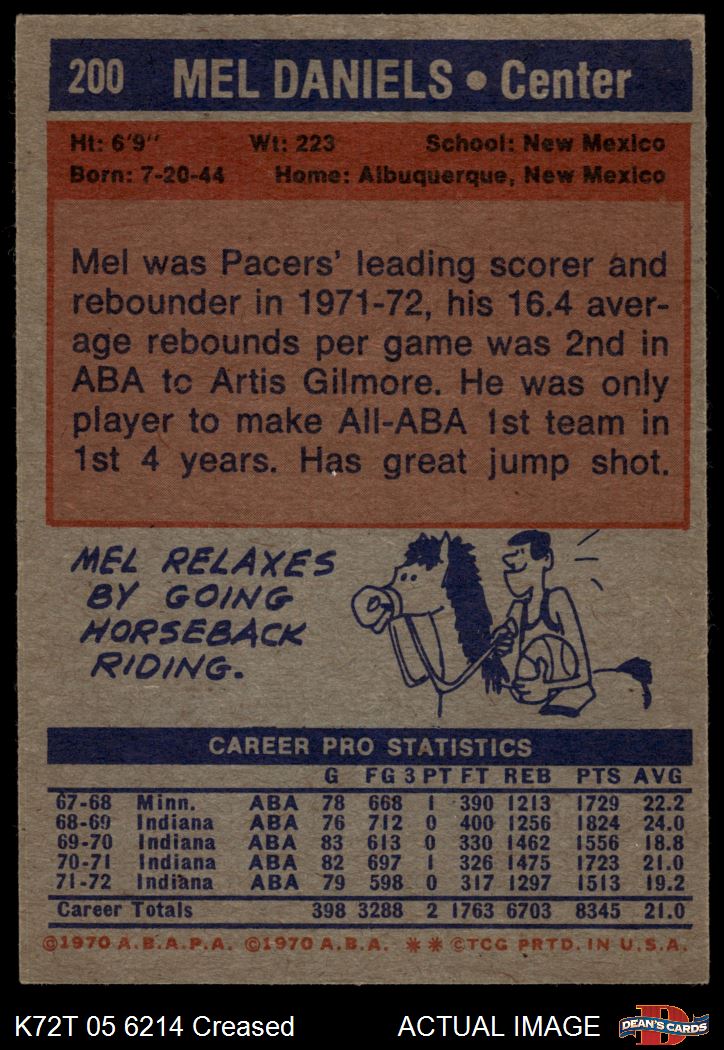 200 MEL DANIELS • Center
Ht: 6'9" Wt: 223 School: New Mexico
Born: 7-20-44 Home: Albuquerque, New Mexico
Mel was Pacers' leading scorer and
rebounder in 1971-72, his 16.4 aver-
age rebounds per game was 2nd in
ABA to Artis Gilmore. He was only
player to make All-ABA 1st team in
1st 4 years. Has great jump shot.
MEL RELAXES
BY GOING
HORSEBACK
RIDING.
CAREER PRO STATISTICS
G FG 3 PT FT REB PTS AVG
67-68 Minn. ABA 78 668 1 390 1213 1729 22.2
68-69 Indiana ABA 76 712 0 400 1256 1824 24.0
69-70 Indiana ABA 83 613 0 330 1462 1556 18.8
70-71 Indiana ABA 82 697 1 326 1475 1723 21.0
71-72 Indiana ABA 79 598 0 317 1297 1513 19.2
Career Totals 398 3288 2 1763 6703 8345 21.0
©1970 A.B.A.P.A. ©1970 A.B.A. ** ©TCG PRTD. IN U.S.A.
K72T 05 6214 Creased ACTUAL IMAGE D DEAN'S CARDS